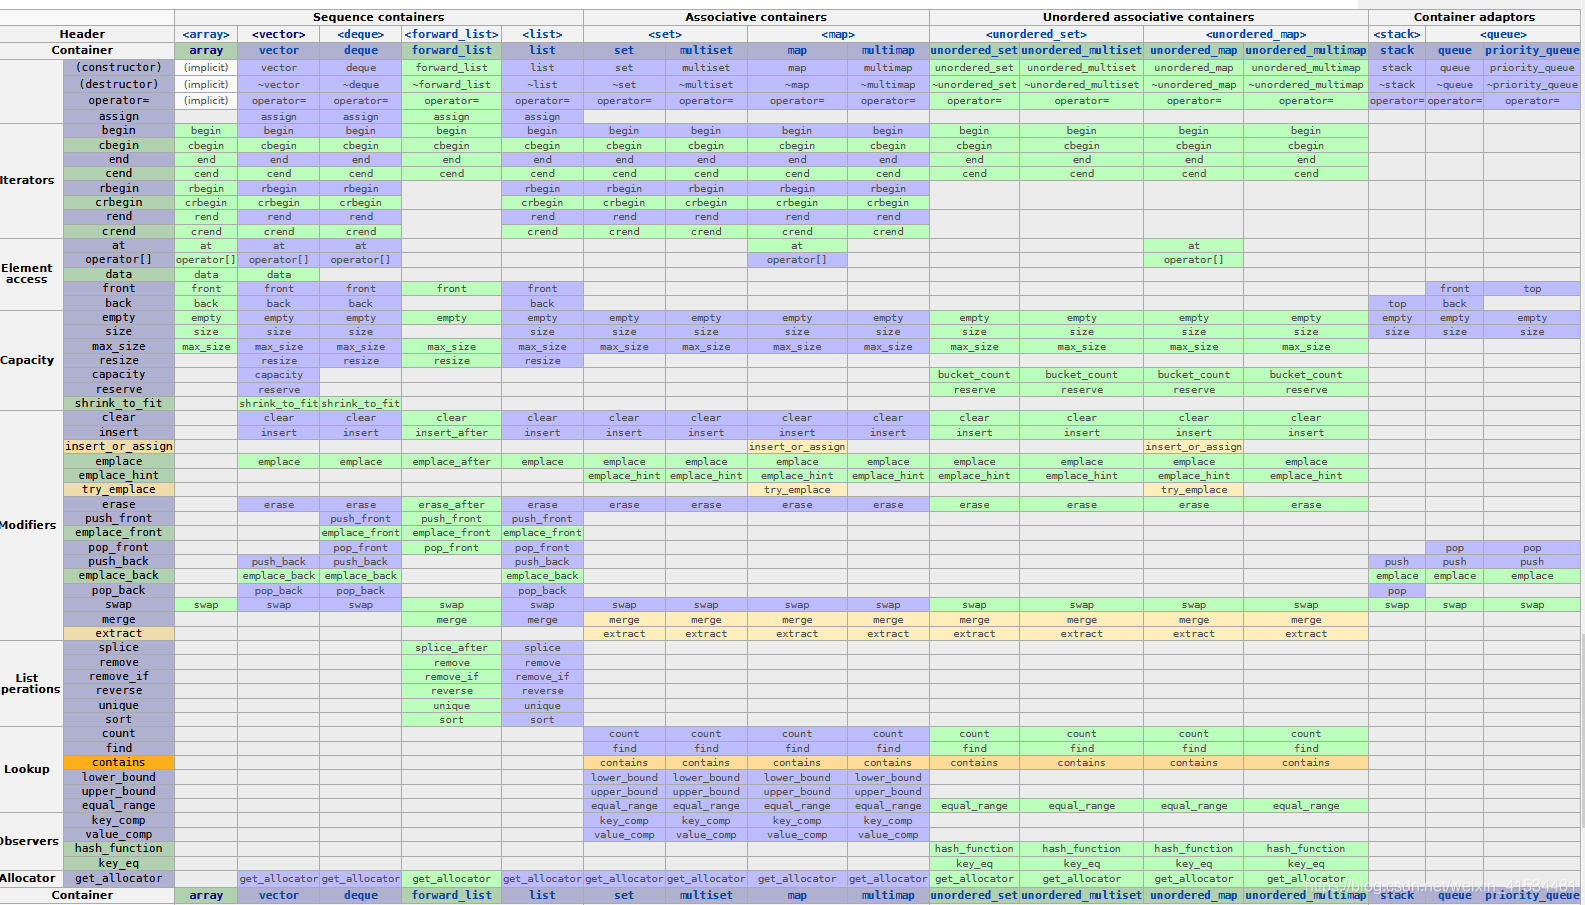 Sequence containers Associative containers Unordered associative containers Container adaptors
Header <array> <vector> <deque> <forward_list> <list> <set> <map> <unordered_set> <unordered_map> <stack> <queue>
Container array vector deque forward_list list set multiset map multimap unordered_set unordered_multiset unordered_map unordered_multimap stack queue priority_queue
(constructor) (implicit) vector deque forward_list list set multiset map multimap unordered_set unordered_multiset unordered_map unordered_multimap stack queue priority_queue
(destructor) (implicit) ~vector ~deque ~forward_list ~list ~set ~multiset ~map ~multimap ~unordered_set ~unordered_multiset ~unordered_map ~unordered_multimap ~stack ~queue ~priority_queue
operator= (implicit) operator= operator= operator= operator= operator= operator= operator= operator= operator= operator= operator= operator= operator= operator= operator=
assign assign assign assign assign
Iterators
begin begin begin begin begin begin begin begin begin begin begin begin begin begin
cbegin cbegin cbegin cbegin cbegin cbegin cbegin cbegin cbegin cbegin cbegin cbegin cbegin cbegin
end end end end end end end end end end end end end end
cend cend cend cend cend cend cend cend cend cend cend cend cend cend
rbegin rbegin rbegin rbegin rbegin rbegin rbegin rbegin rbegin
crbegin crbegin crbegin crbegin crbegin crbegin crbegin crbegin crbegin
rend rend rend rend rend rend rend rend rend
crend crend crend crend crend crend crend crend crend
Element
access
at at at at at at
operator[] operator[] operator[] operator[] operator[] operator[]
data data data
front front front front front front front top
back back back back back top back
Capacity
empty empty empty empty empty empty empty empty empty empty empty empty empty empty empty empty empty
size size size size size size size size size size size size size size size size
max_size max_size max_size max_size max_size max_size max_size max_size max_size max_size max_size max_size max_size max_size
resize resize resize resize resize
capacity capacity bucket_count bucket_count bucket_count bucket_count
reserve reserve reserve reserve reserve reserve
shrink_to_fit shrink_to_fit shrink_to_fit
Modifiers
clear clear clear clear clear clear clear clear clear clear clear clear clear
insert insert insert insert_after insert insert insert insert insert insert insert insert insert
insert_or_assign insert_or_assign insert_or_assign
emplace emplace emplace emplace_after emplace emplace emplace emplace emplace emplace emplace emplace emplace
emplace_hint emplace_hint emplace_hint emplace_hint emplace_hint emplace_hint emplace_hint emplace_hint emplace_hint
try_emplace try_emplace try_emplace
erase erase erase erase_after erase erase erase erase erase erase erase erase erase
push_front push_front push_front push_front
emplace_front emplace_front emplace_front emplace_front
pop_front pop_front pop_front pop_front pop pop
push_back push_back push_back push_back push push push
emplace_back emplace_back emplace_back emplace_back emplace emplace emplace
pop_back pop_back pop_back pop_back pop
swap swap swap swap swap swap swap swap swap swap swap swap swap swap swap swap swap
merge merge merge merge merge merge merge merge merge merge merge
extract extract extract extract extract extract extract extract extract
List
perations
splice splice_after splice
remove remove remove
remove_if remove_if remove_if
reverse reverse reverse
unique unique unique
sort sort sort
Lookup
count count count count count count count count count
find find find find find find find find find
contains contains contains contains contains contains contains contains contains
lower_bound lower_bound lower_bound lower_bound lower_bound
upper_bound upper_bound upper_bound upper_bound upper_bound
equal_range equal_range equal_range equal_range equal_range equal_range equal_range equal_range equal_range
Observers
key_comp key_comp key_comp key_comp key_comp
value_comp value_comp value_comp value_comp value_comp
hash_function hash_function hash_function hash_function hash_function
key_eq key_eq key_eq key_eq key_eq
Allocator get_allocator get_allocator get_allocator get_allocator get_allocator get_allocator get_allocator get_allocator get_allocator get_allocator get_allocator get_allocator get_allocator
Container array vector deque forward_list list set multiset map multimap unordered_set unordered_multiset unordered_map unordered_multimap stack queue priority_queue